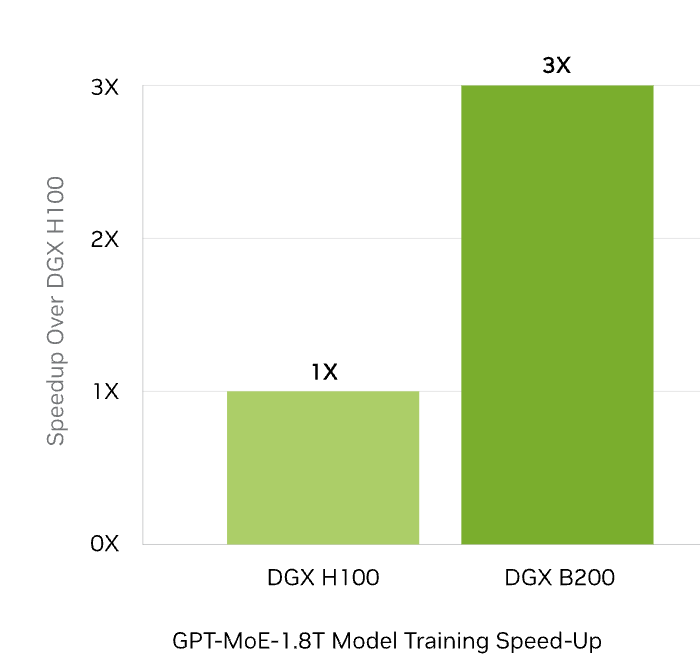 3X
3X
2X
1X
1X
0X
Speedup Over DGX H100
DGX H100
DGX B200
GPT-MoE-1.8T Model Training Speed-Up